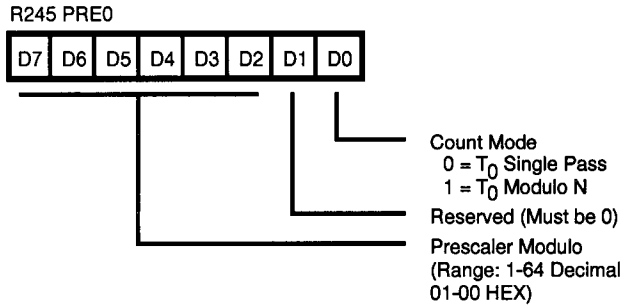 R245 PRE0
D7 D6 D5 D4 D3 D2 D1 D0
Count Mode
0 = T0 Single Pass
1 = T0 Modulo N
Reserved (Must be 0)
Prescaler Modulo
(Range: 1-64 Decimal
01-00 HEX)